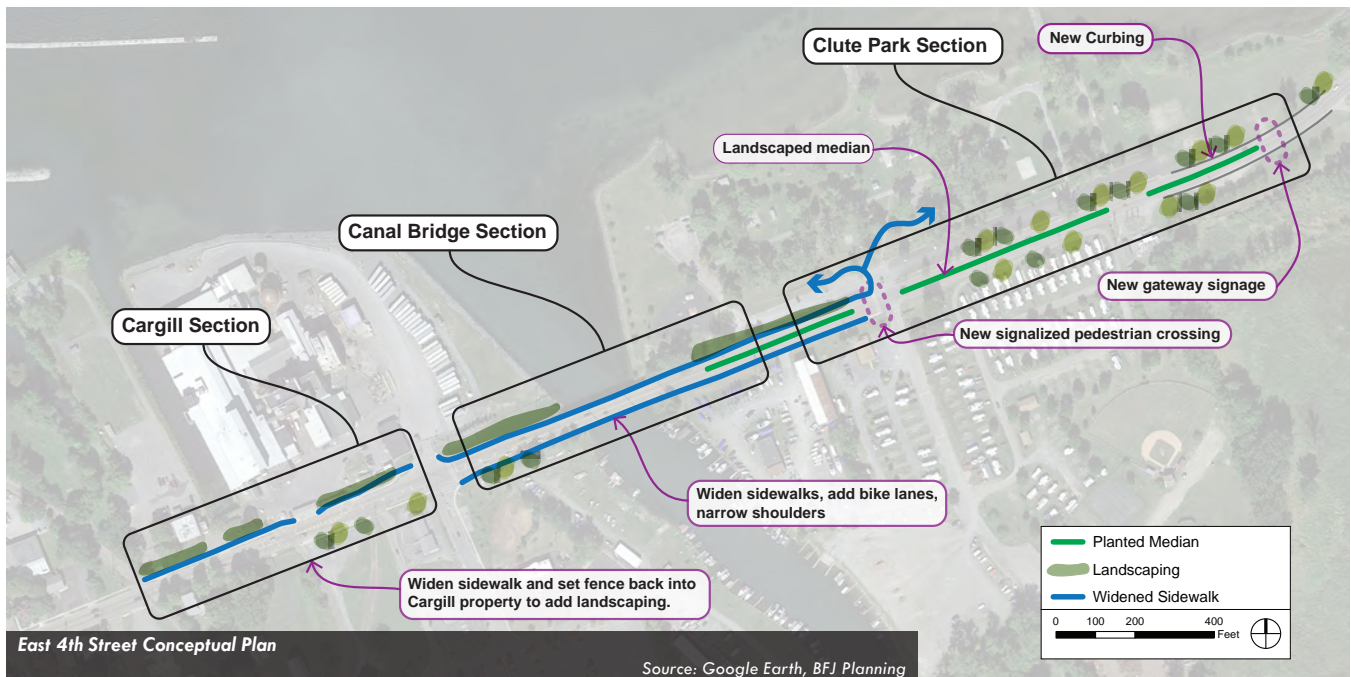 Clute Park Section
New Curbing
Landscaped median
Canal Bridge Section
Cargill Section
New gateway signage
New signalized pedestrian crossing
Widen sidewalks, add bike lanes,
narrow shoulders
Widen sidewalk and set fence back into
Cargill property to add landscaping.
Planted Median
Landscaping
Widened Sidewalk
0 100 200 400
Feet
East 4th Street Conceptual Plan
Source: Google Earth, BFJ Planning